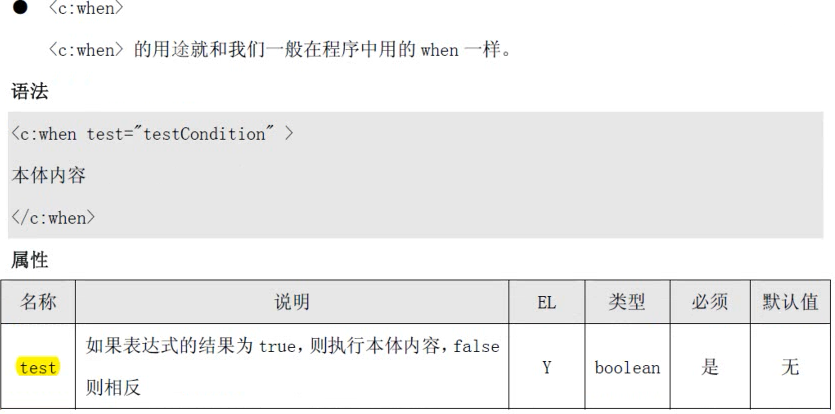 ● <c:when>
<c:when> 的用途就和我们一般在程序中用的 when 一样。
语法
<c:when test="testCondition" >
本体内容
</c:when>
属性
名称 说明 EL 类型 必须 默认值
如果表达式的结果为 true，则执行本体内容，false
test Y boolean 是 无
则相反